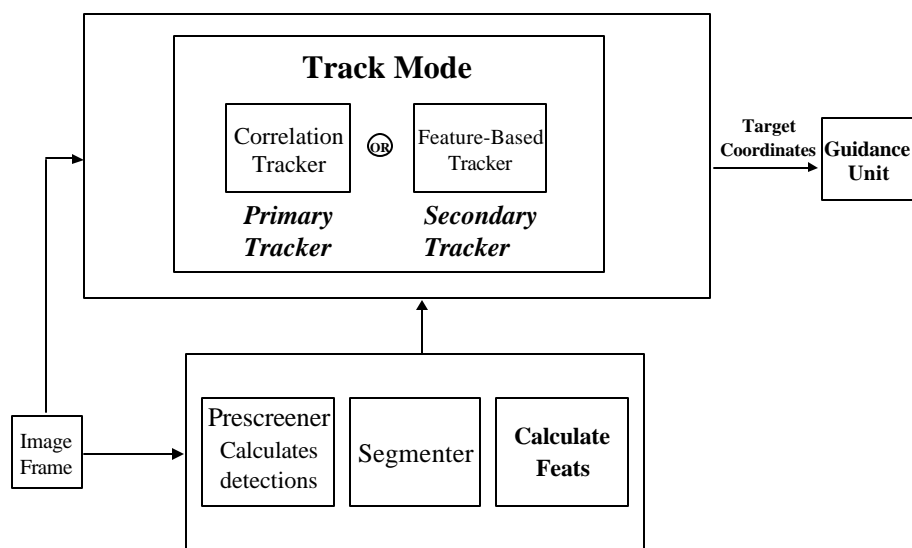 Track Mode
Correlation
Tracker
OR
Feature-Based
Tracker
Primary
Tracker
Secondary
Tracker
Target
Coordinates
Guidance
Unit
Image
Frame
Prescreener
Calculates
detections
Segmenter
Calculate
Feats